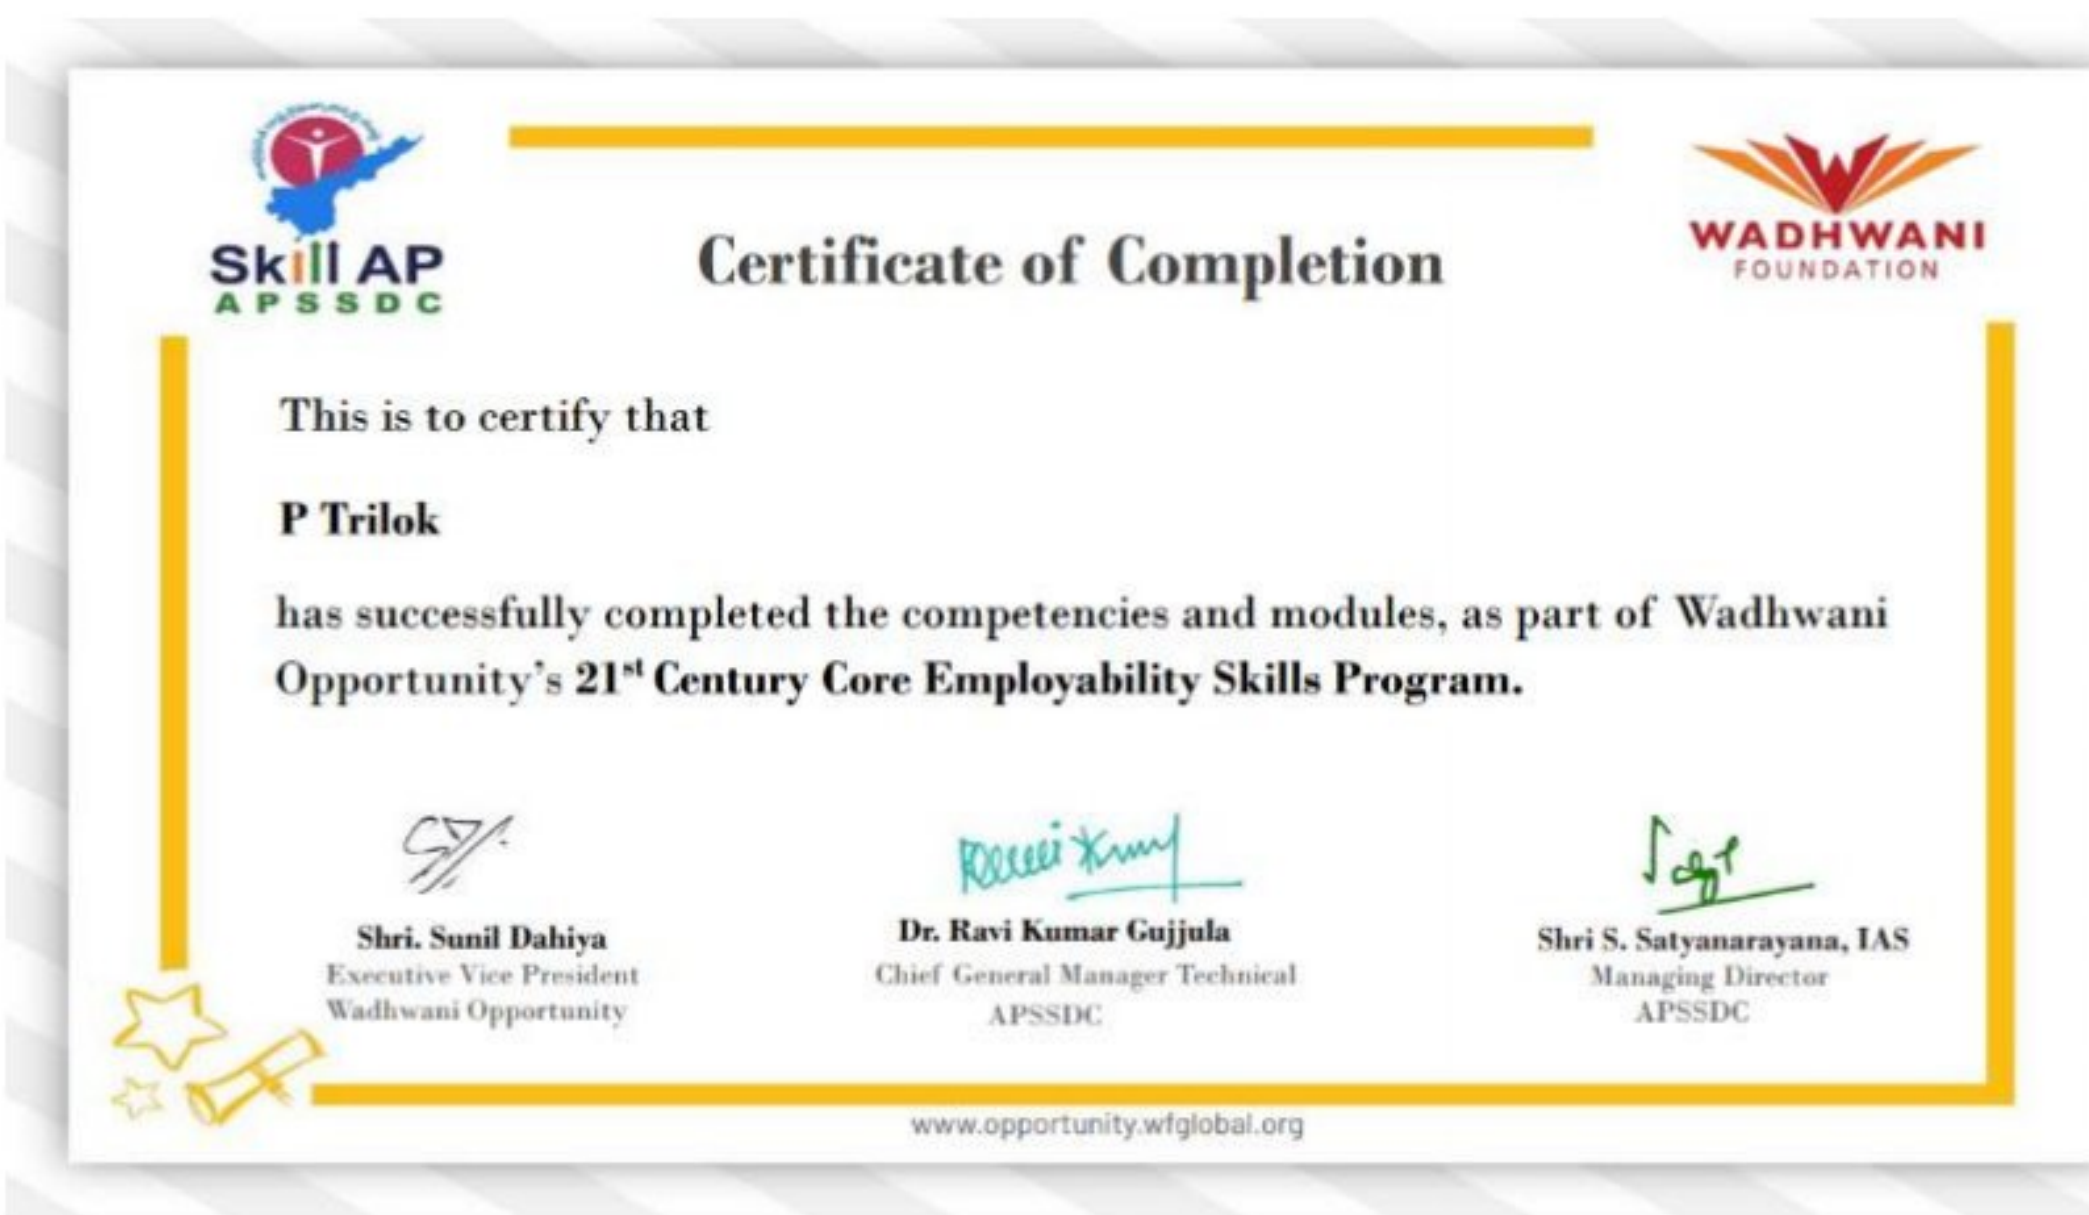 Skill AP
APSSDC
WADHWANI
FOUNDATION
Certificate of Completion
This is to certify that
P Trilok
has successfully completed the competencies and modules, as part of Wadhwani
Opportunity's 21st Century Core Employability Skills Program.
Shri. Sunil Dahiya
Executive Vice President
Wadhwani Opportunity
Dr. Ravi Kumar Gujjula
Chief General Manager Technical
APSSDC
Shri S. Satyanarayana, IAS
Managing Director
APSSDC
www.opportunity.wfglobal.org